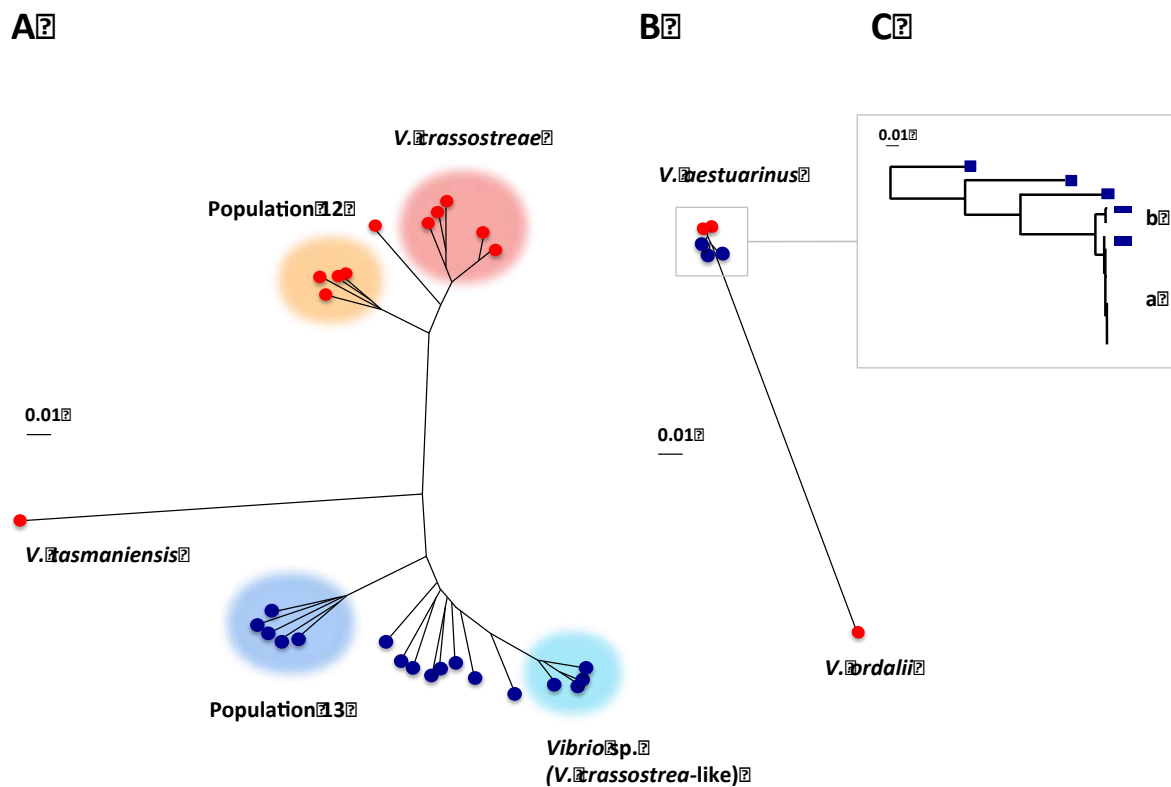 A
B
C
V. crassostreae
0.01
Population 12
V. aestuarinus
b
a
0.01
0.01
V. tasmaniensis
V. ordalii
Population 13
Vibrio sp.
(V. crassostrea-like)